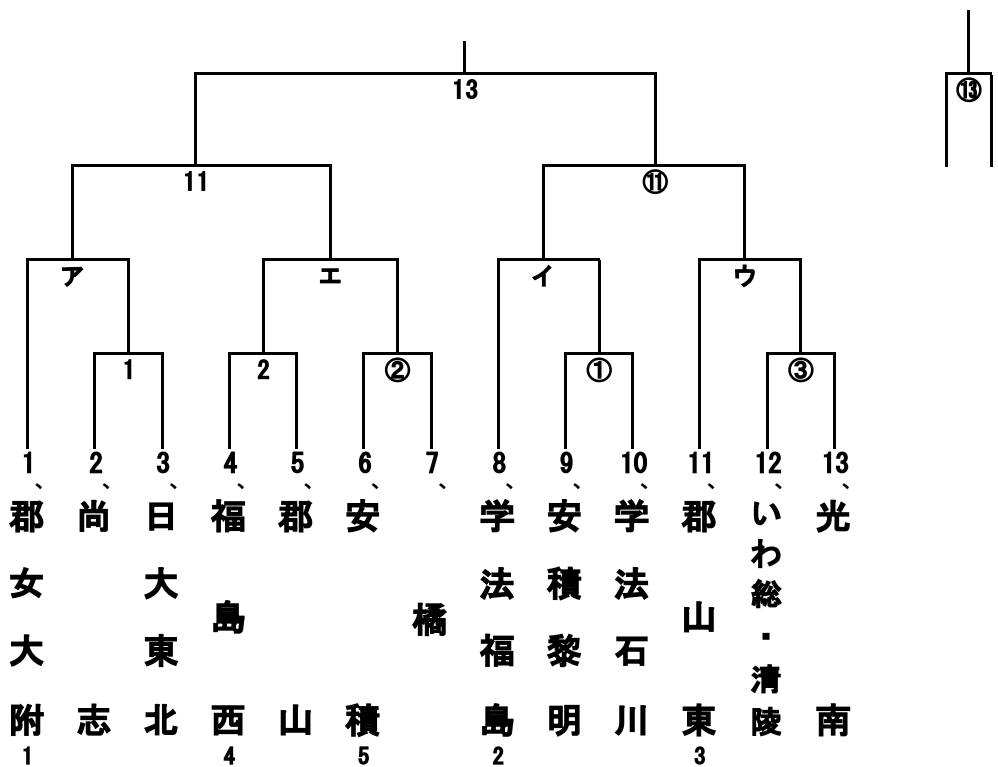 13
⑬
11
⑪
ア
エ
イ
ウ
1
2
②
①
③
1、郡女大附
2、尚志
3、日大東北
4、福島西
5、郡山
6、安積
7、橘
8、学法福島
9、安積黎明
10、学法石川
11、郡山東
12、いわ総・清陵
13、光南
1
4
5
2
3